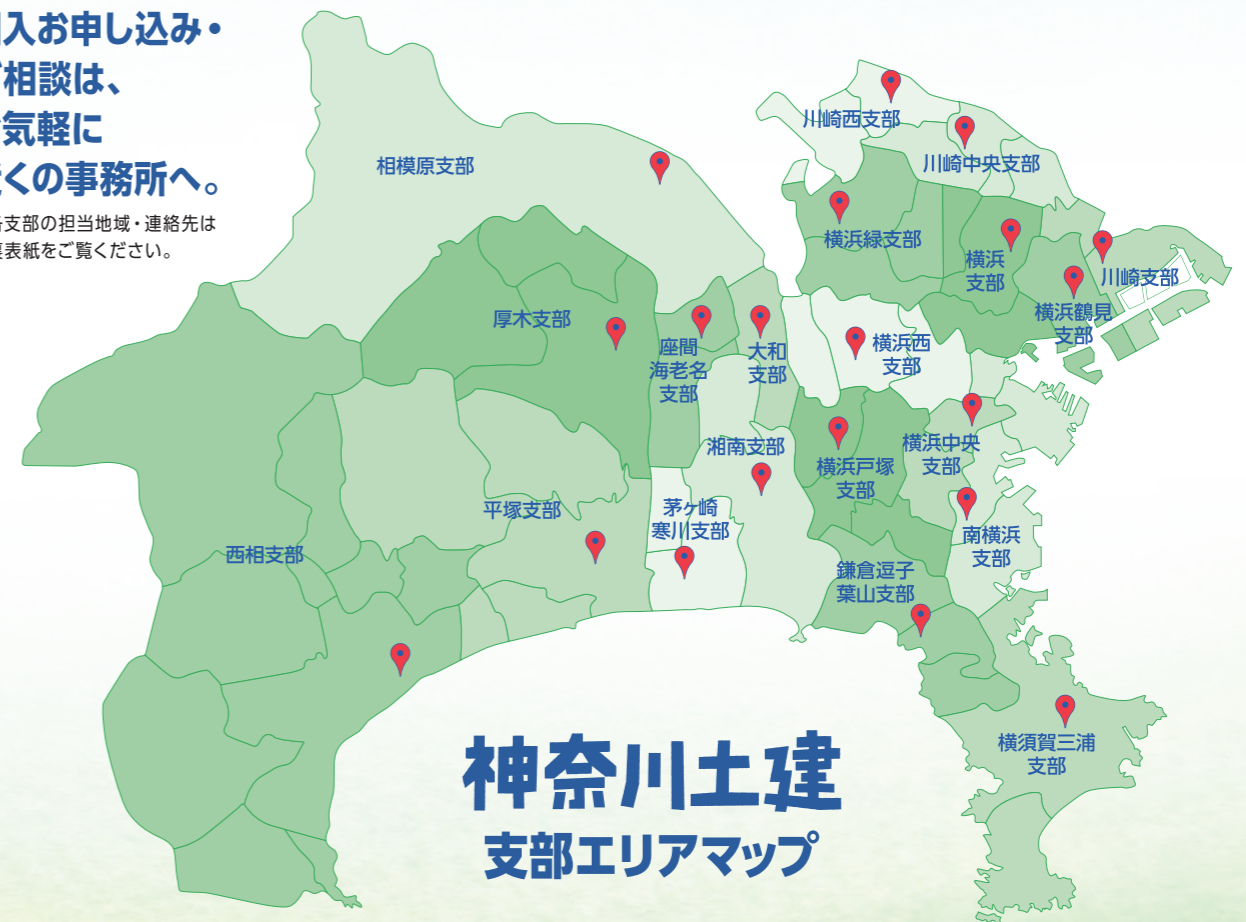 入お申し込み・
相談は、
気軽に
くの事務所へ。
各支部の担当地域・連絡先は
裏表紙をご覧ください。
川崎西支部
川崎中央支部
相模原支部
横浜緑支部
横浜
支部
川崎支部
横浜鶴見
支部
厚木支部
座間
海老名
支部
大和
支部
横浜西
支部
湘南支部
横浜戸塚
支部
横浜中央
支部
平塚支部
茅ヶ崎
寒川支部
南横浜
支部
西相支部
鎌倉逗子
葉山支部
横須賀三浦
支部
神奈川土建
支部エリアマップ